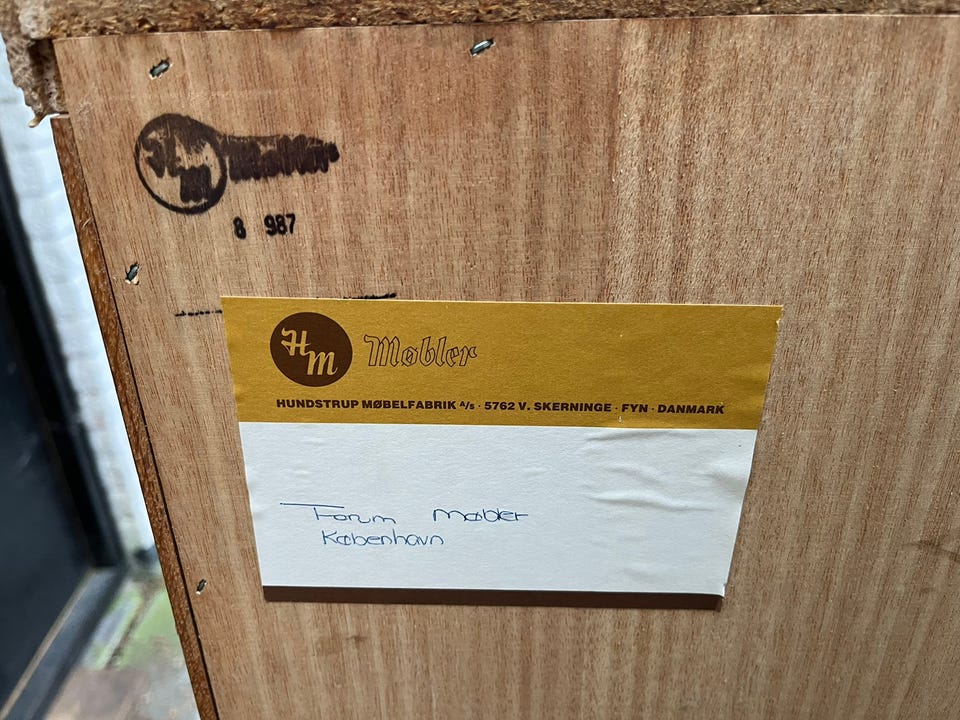 HM Møbler
8 987
HM Møbler
HUNDSTRUP MØBELFABRIK A/S · 5762 V. SKERNINGE · FYN · DANMARK
Forum Møbler
København